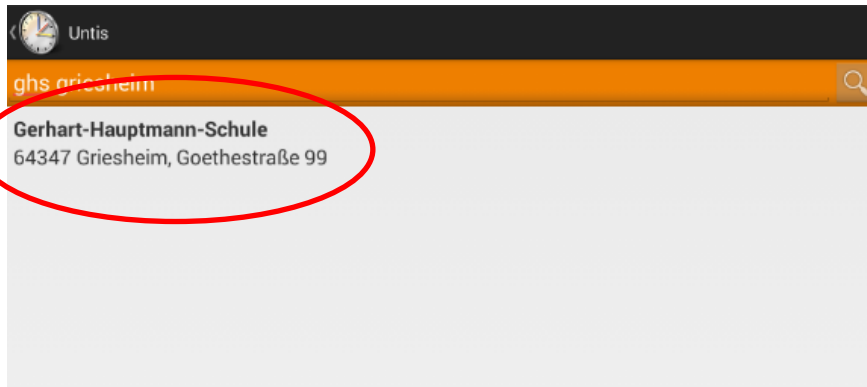 Untis
ghs griesheim
Gerhart-Hauptmann-Schule
64347 Griesheim, Goethestraße 99